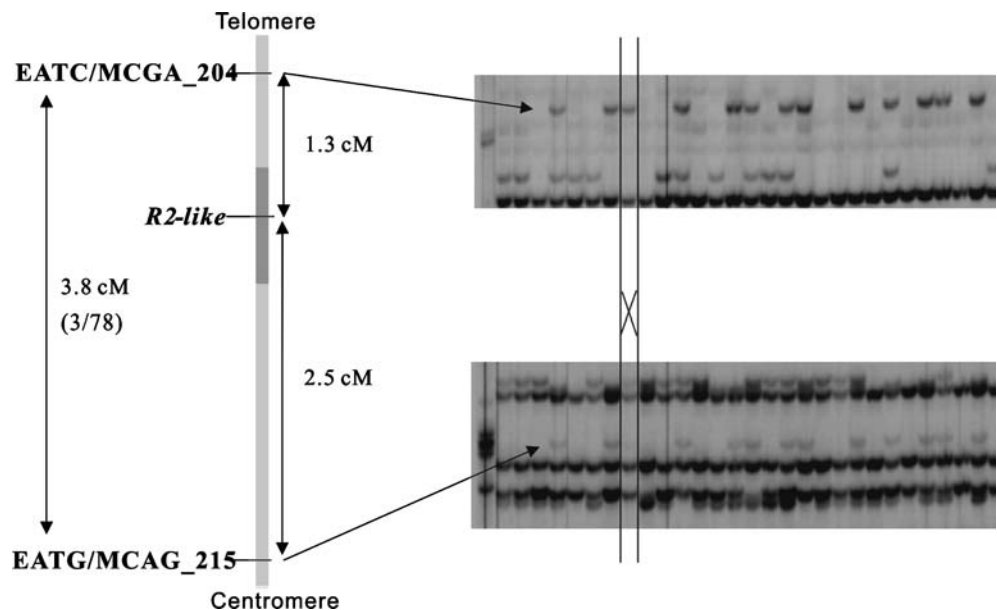 Telomere
EATC/MCGA_204
1.3 cM
R2-like
3.8 cM
(3/78)
2.5 cM
EATG/MCAG_215
Centromere